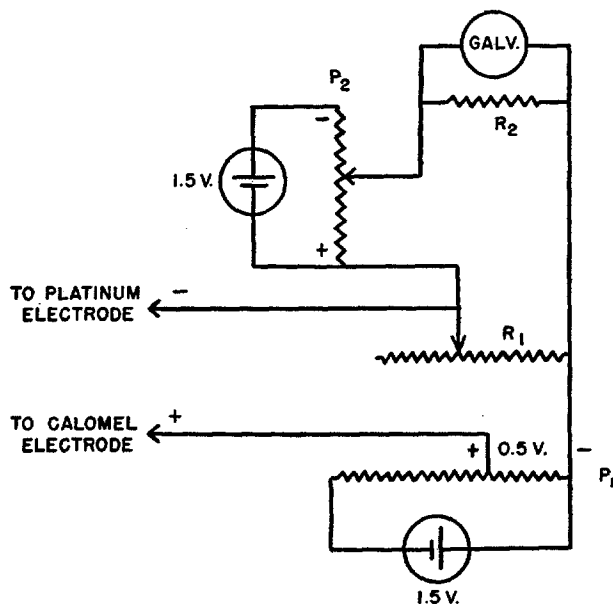 GALV.
P2
R2
-
1.5 V.
+
TO PLATINUM
ELECTRODE
-
R1
TO CALOMEL
ELECTRODE
+
+ 0.5 V. -
P1
1.5 V.